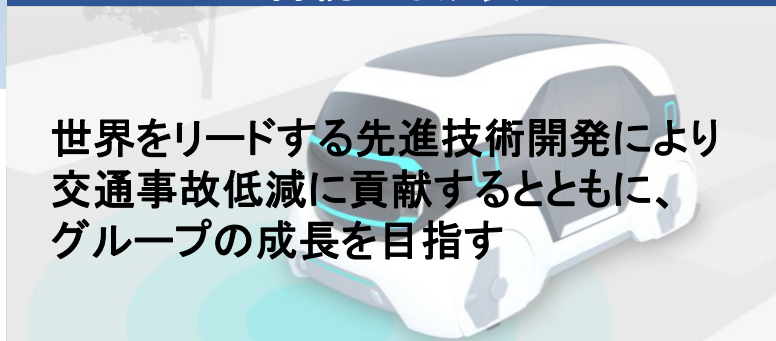 世界をリードする先進技術開発により
交通事故低減に貢献するとともに、
グループの成長を目指す